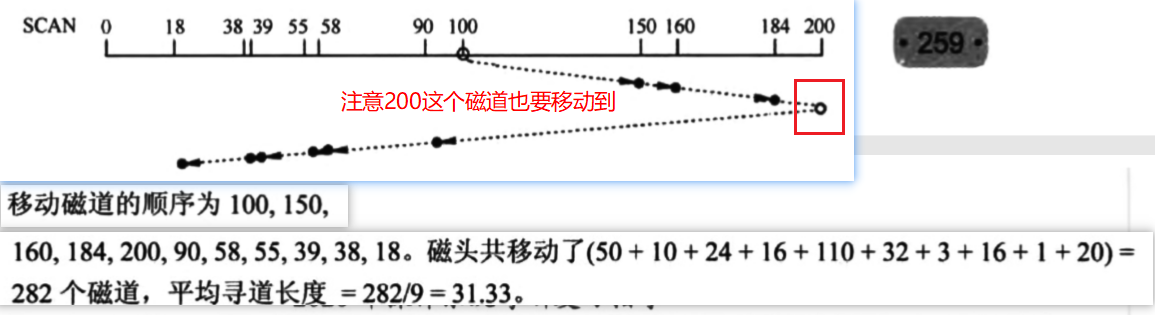 SCAN 0 18 38 39 55 58 90 100 150 160 184 200
259
注意200这个磁道也要移动到
移动磁道的顺序为 100, 150,
160, 184, 200, 90, 58, 55, 39, 38, 18。磁头共移动了(50 + 10 + 24 + 16 + 110 + 32 + 3 + 16 + 1 + 20) =
282 个磁道，平均寻道长度 = 282/9 = 31.33。